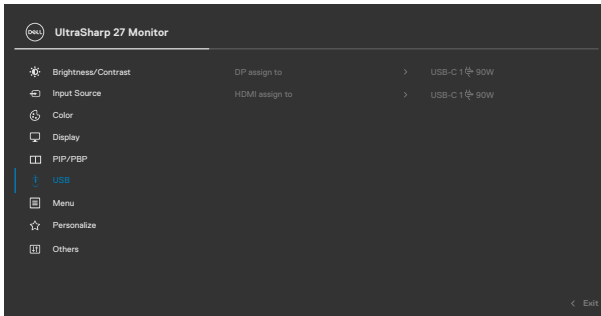 DELL UltraSharp 27 Monitor
Brightness/Contrast DP assign to > USB-C 1 90W
Input Source HDMI assign to > USB-C 1 90W
Color
Display
PIP/PBP
USB
Menu
Personalize
Others
< Exit